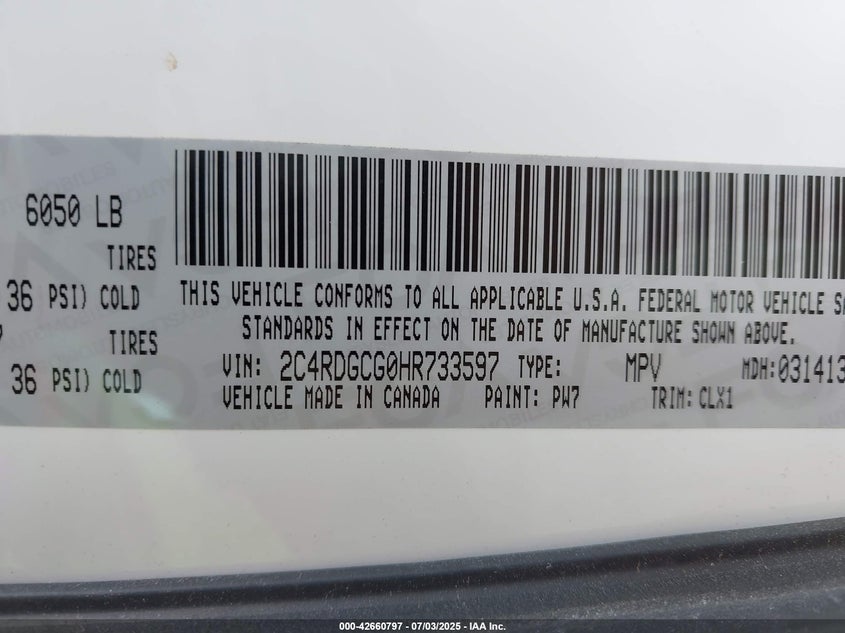 6050 LB
TIRES
36 PSI) COLD
TIRES
36 PSI) COLD
THIS VEHICLE CONFORMS TO ALL APPLICABLE U.S.A. FEDERAL MOTOR VEHICLE SA
STANDARDS IN EFFECT ON THE DATE OF MANUFACTURE SHOWN ABOVE.
VIN: 2C4RDGCG0HR733597 TYPE: MPV MDH:031413
VEHICLE MADE IN CANADA PAINT: PW7 TRIM: CLX1
000-42660797 - 07/03/2025 - IAA Inc.